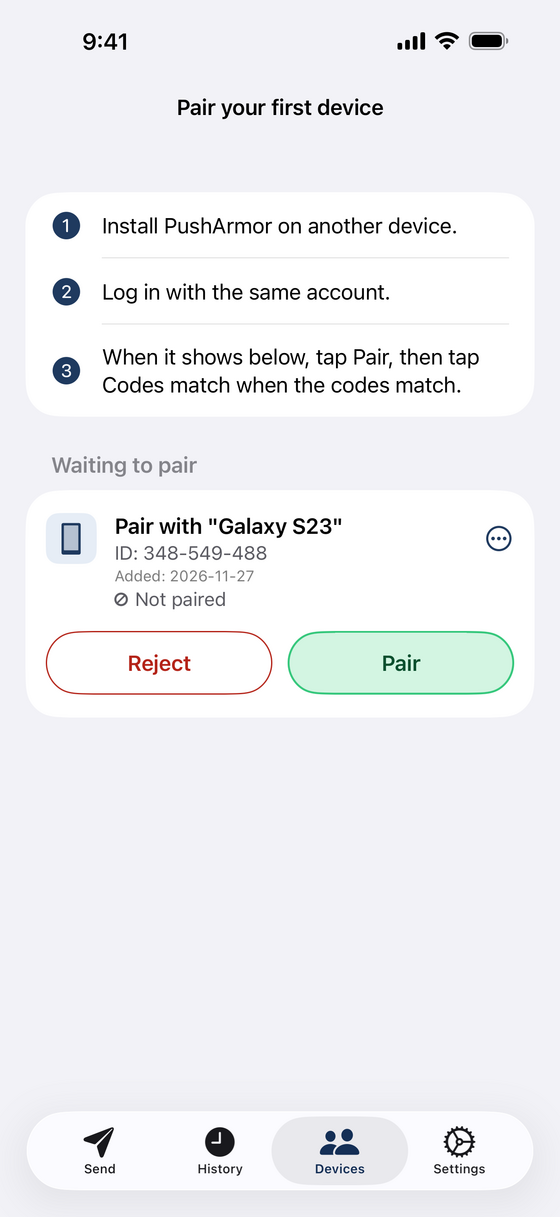 9:41
Pair your first device
1 Install PushArmor on another device.
2 Log in with the same account.
3 When it shows below, tap Pair, then tap
Codes match when the codes match.
Waiting to pair
Pair with "Galaxy S23"
ID: 348-549-488
Added: 2026-11-27
Not paired
Reject
Pair
Send
History
Devices
Settings